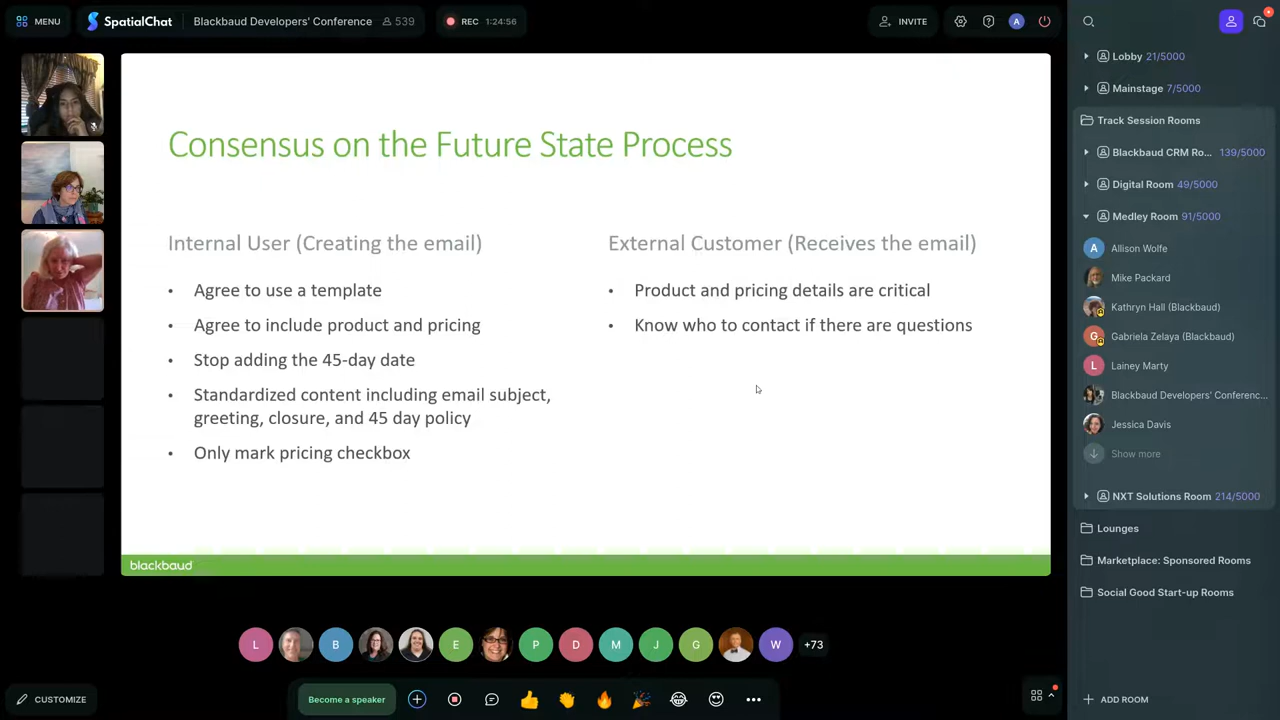 MENU
SpatialChat
Blackbaud Developers' Conference 539
REC 1:24:56
INVITE
A
Lobby 21/5000
Mainstage 7/5000
Track Session Rooms
Blackbaud CRM Ro... 139/5000
Digital Room 49/5000
Medley Room 91/5000
A Allison Wolfe
Mike Packard
Kathryn Hall (Blackbaud)
G Gabriela Zelaya (Blackbaud)
L Lainey Marty
Blackbaud Developers' Conferenc...
Jessica Davis
Show more
NXT Solutions Room 214/5000
Lounges
Marketplace: Sponsored Rooms
Social Good Start-up Rooms
ADD ROOM
Consensus on the Future State Process
Internal User (Creating the email)
• Agree to use a template
• Agree to include product and pricing
• Stop adding the 45-day date
• Standardized content including email subject,
greeting, closure, and 45 day policy
• Only mark pricing checkbox
External Customer (Receives the email)
• Product and pricing details are critical
• Know who to contact if there are questions
blackbaud
L B E P D M J G W +73
CUSTOMIZE
Become a speaker